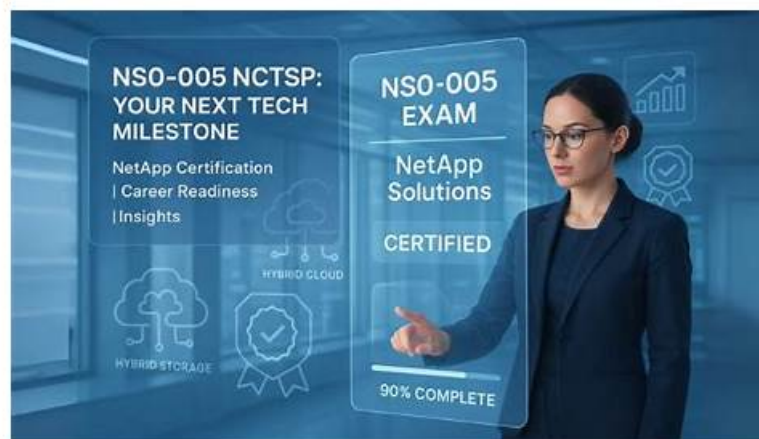 NS0-005 NCTSP:
YOUR NEXT TECH
MILESTONE
NetApp Certification
| Career Readiness
| Insights
HYBRID CLOUD
HYBRID STORAGE
NS0-005
EXAM
NetApp
Solutions
CERTIFIED
90% COMPLETE